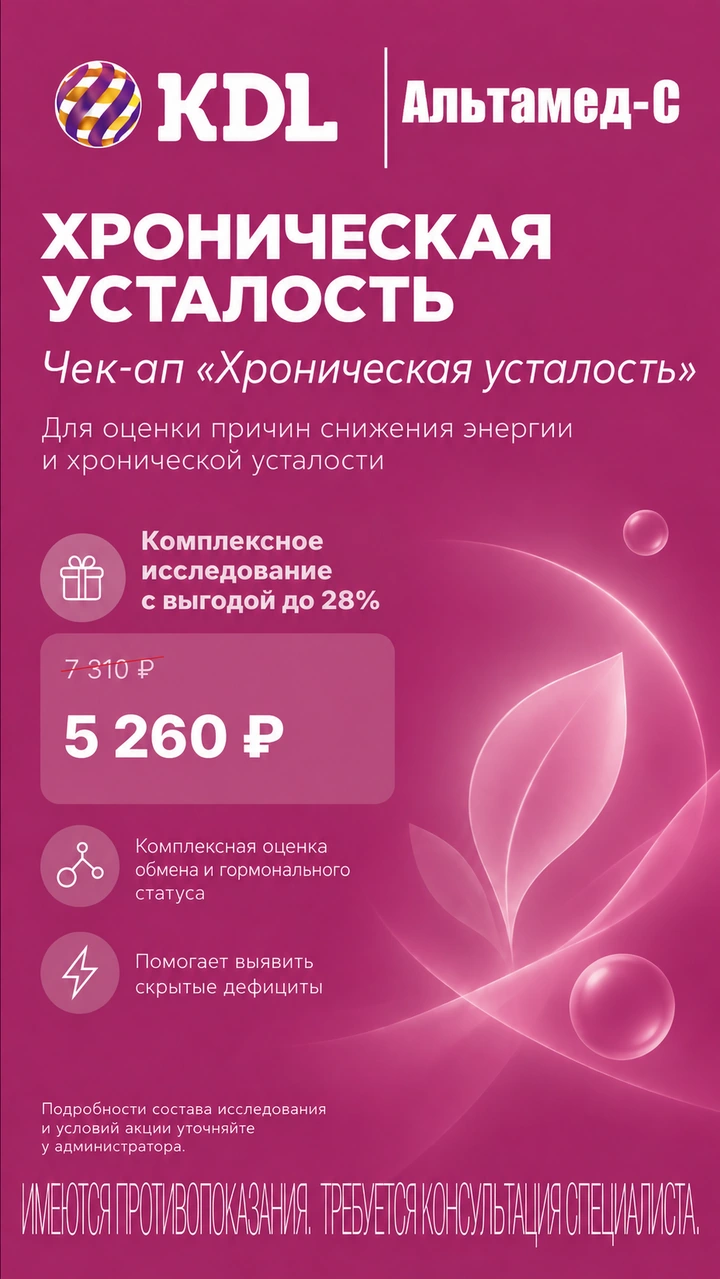 KDL
Альтамед-С
ХРОНИЧЕСКАЯ
УСТАЛОСТЬ
Чек-ап «Хроническая усталость»
Для оценки причин снижения энергии
и хронической усталости
Комплексное
исследование
с выгодой до 28%
7 310 ₽
5 260 ₽
Комплексная оценка
обмена и гормонального
статуса
Помогает выявить
скрытые дефициты
Подробности состава исследования
и условий акции уточняйте
у администратора.
ИМЕЮТСЯ ПРОТИВОПОКАЗАНИЯ. ТРЕБУЕТСЯ КОНСУЛЬТАЦИЯ СПЕЦИАЛИСТА.